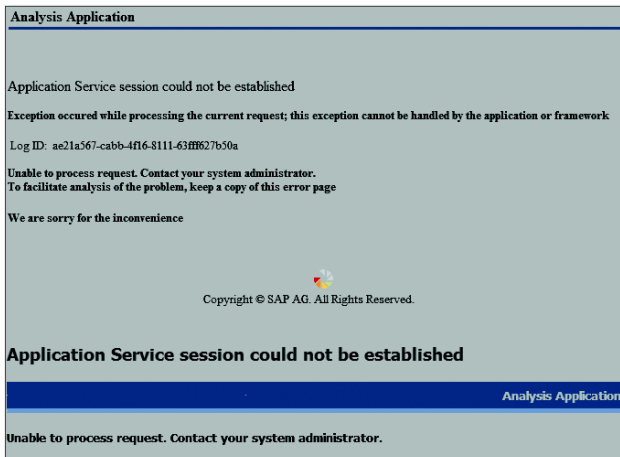 Analysis Application
Application Service session could not be established
Exception occured while processing the current request; this exception cannot be handled by the application or framework
Log ID: ae21a567-cabb-4f16-8111-63fff627b50a
Unable to process request. Contact your system administrator.
To facilitate analysis of the problem, keep a copy of this error page
We are sorry for the inconvenience
Copyright © SAP AG. All Rights Reserved.
Application Service session could not be established
Analysis Application
Unable to process request. Contact your system administrator.